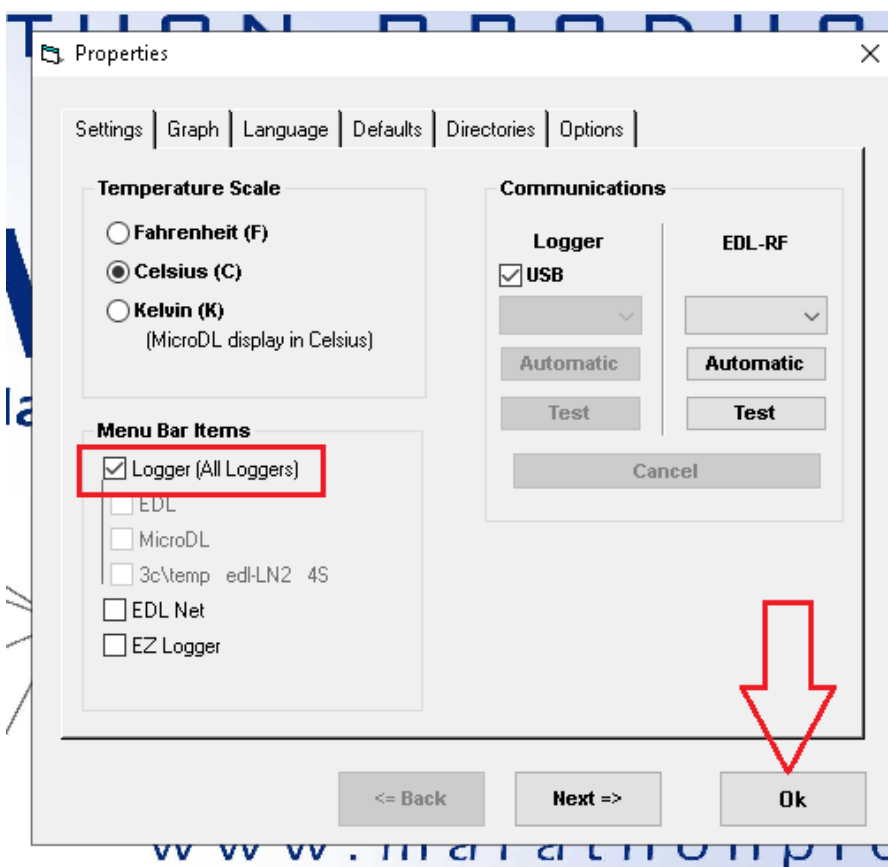 Properties
Settings Graph Language Defaults Directories Options
Temperature Scale
Fahrenheit (F)
Celsius (C)
Kelvin (K)
(MicroDL display in Celsius)
Menu Bar Items
Logger (All Loggers)
EDL
MicroDL
3c\temp edl-LN2 4S
EDL Net
EZ Logger
Communications
Logger
USB
Automatic
Test
EDL-RF
Automatic
Test
Cancel
<= Back Next => Ok